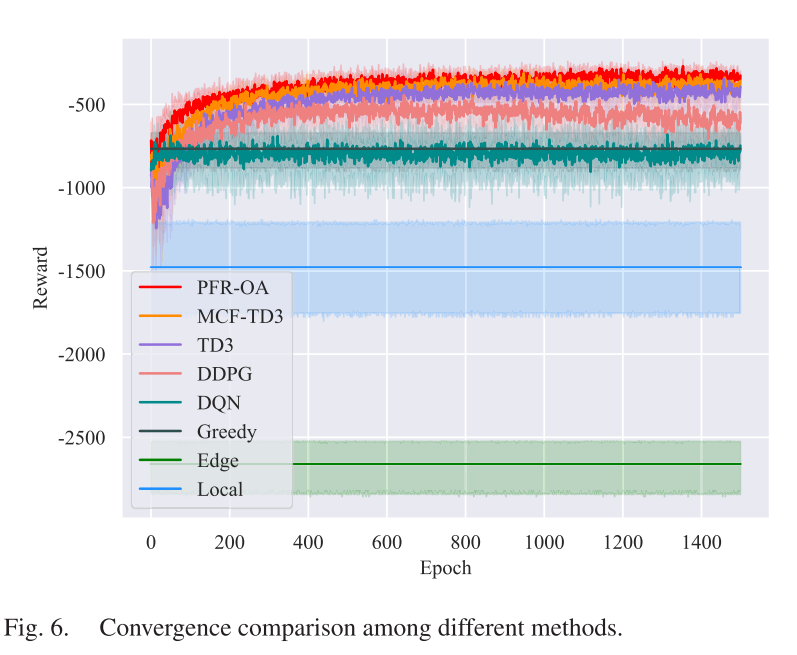 -500
-1000
-1500
-2000
-2500
Reward
PFR-OA
MCF-TD3
TD3
DDPG
DQN
Greedy
Edge
Local
0 200 400 600 800 1000 1200 1400
Epoch
Fig. 6. Convergence comparison among different methods.